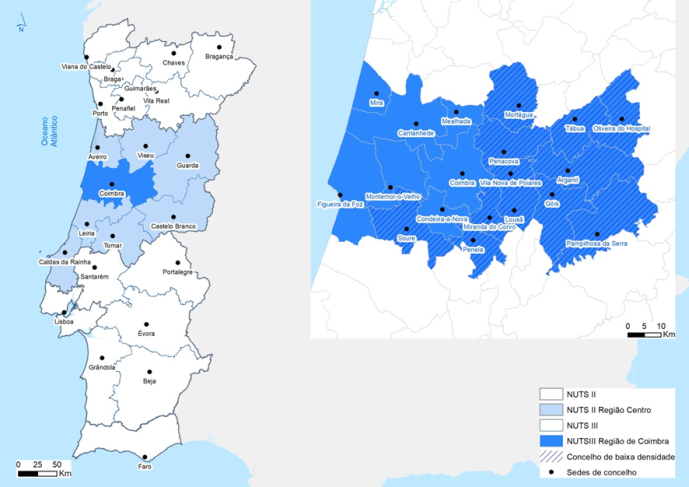 N
Oceano
Atlântico
Viana do Castelo
Braga
Chaves
Bragança
Guimarães
Vila Real
Penafiel
Porto
Aveiro
Viseu
Guarda
Coimbra
Castelo Branco
Leiria
Tomar
Caldas da Rainha
Santarém
Portalegre
Lisboa
Évora
Grândola
Beja
Faro
0 25 50
Km
Mira
Cantanhede
Mealhada
Mortágua
Tábua
Oliveira do Hospital
Penacova
Coimbra
Vila Nova de Poiares
Arganil
Montemor-o-Velho
Figueira da Foz
Condeixa-a-Nova
Lousã
Góis
Miranda do Corvo
Soure
Penela
Pampilhosa da Serra
0 5 10
Km
NUTS II
NUTS II Região Centro
NUTS III
NUTSIII Região de Coimbra
Concelho de baixa densidade
Sedes de concelho